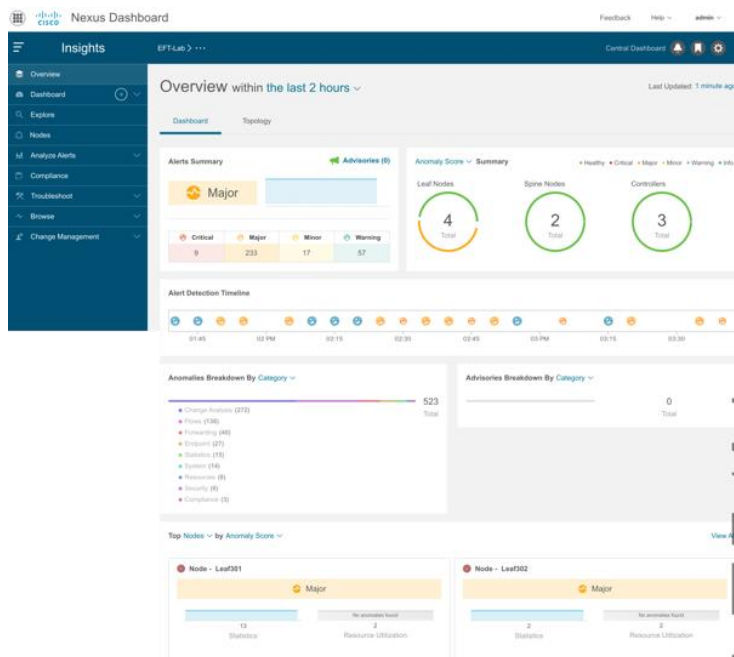 CISCO Nexus Dashboard Feedback Help admin
Insights EFT-Lab Central Dashboard
Overview
Dashboard
Explore
Nodes
Analyze Alerts
Compliance
Troubleshoot
Browse
Change Management
Overview within the last 2 hours Last Updated: 1 minute ago
Dashboard Topology
Alerts Summary Advisories (0)
Major
Critical Major Minor Warning
233 17 57
Anomaly Score Summary Healthy Critical Major Minor Warning Info
Leaf Nodes Spine Nodes Controllers
4 2 3
Total Total Total
Alert Detection Timeline
01:45 02 PM 02:15 02:30 02:45 03 PM 03:15 03:30
Anomalies Breakdown By Category
523
Total
Change Analysis (272)
Flows (138)
Forwarding (46)
Endpoint (27)
Statistics (15)
System (14)
Resources
Security
Compliance (3)
Advisories Breakdown By Category
0
Total
Top Nodes by Anomaly Score View
Node - Leaf301
Major
No anomalies found
13 2
Statistics Resource Utilization
Node - Leaf302
Major
No anomalies found
2 2
Statistics Resource Utilization